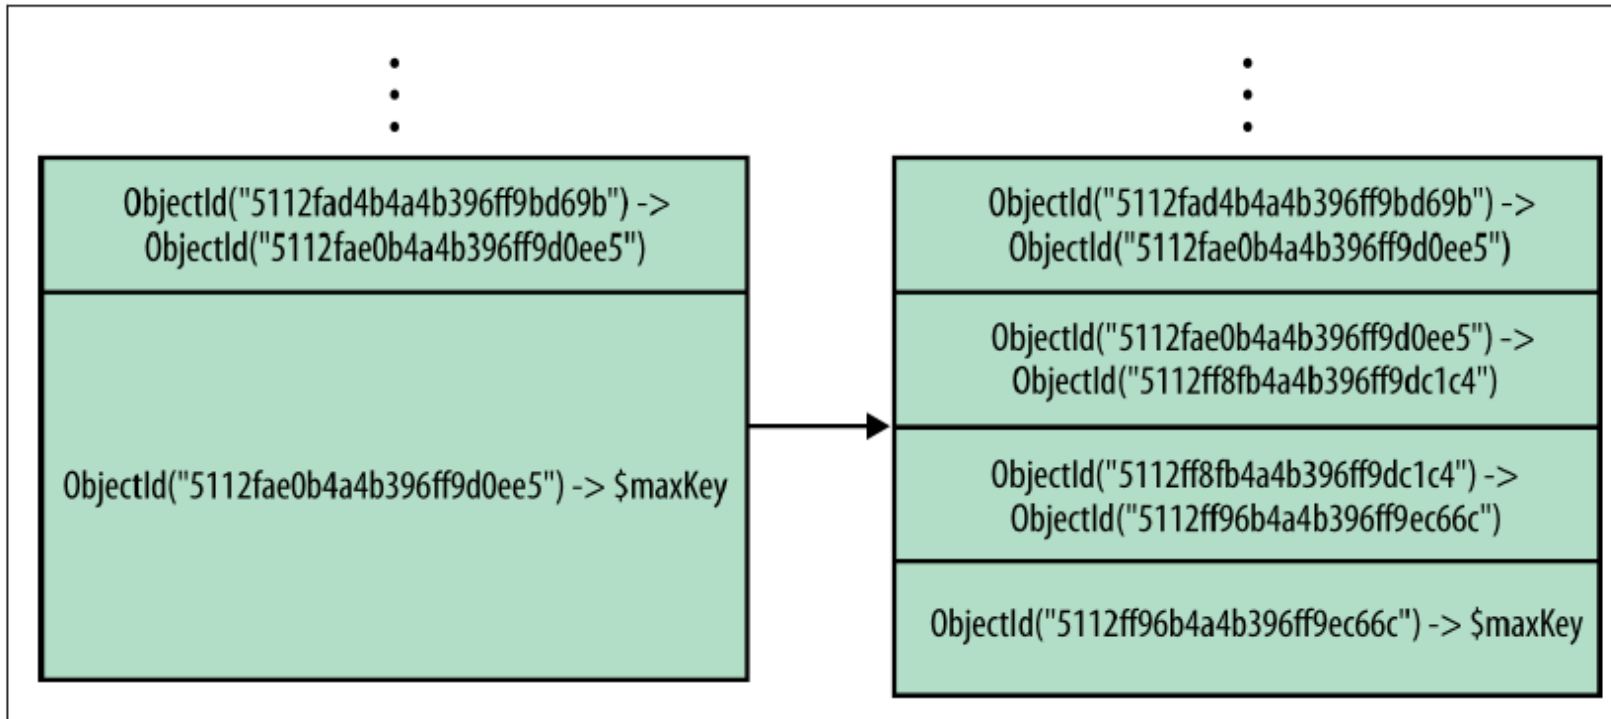 ObjectId("5112fad4b4a4b396ff9bd69b") ->
ObjectId("5112fae0b4a4b396ff9d0ee5")
ObjectId("5112fae0b4a4b396ff9d0ee5") -> $maxKey
ObjectId("5112fad4b4a4b396ff9bd69b") ->
ObjectId("5112fae0b4a4b396ff9d0ee5")
ObjectId("5112fae0b4a4b396ff9d0ee5") ->
ObjectId("5112ff8fb4a4b396ff9dc1c4")
ObjectId("5112ff8fb4a4b396ff9dc1c4") ->
ObjectId("5112ff96b4a4b396ff9ec66c")
ObjectId("5112ff96b4a4b396ff9ec66c") -> $maxKey